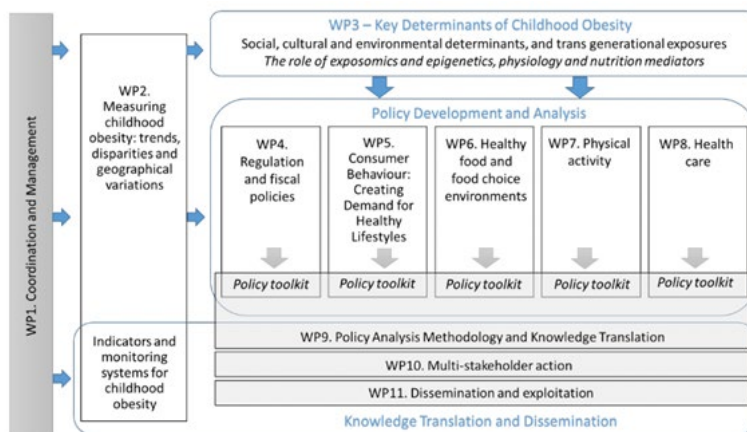 WP1. Coordination and Management
WP2.
Measuring
childhood
obesity: trends,
disparities and
geographical
variations
Indicators and
monitoring
systems for
childhood
obesity
WP3 – Key Determinants of Childhood Obesity
Social, cultural and environmental determinants, and trans generational exposures
The role of exposomics and epigenetics, physiology and nutrition mediators
Policy Development and Analysis
WP4.
Regulation
and fiscal
policies
Policy toolkit
WP5.
Consumer
Behaviour:
Creating
Demand for
Healthy
Lifestyles
Policy toolkit
WP6. Healthy
food and
food choice
environments
Policy toolkit
WP7. Physical
activity
Policy toolkit
WP8. Health
care
Policy toolkit
WP9. Policy Analysis Methodology and Knowledge Translation
WP10. Multi-stakeholder action
WP11. Dissemination and exploitation
Knowledge Translation and Dissemination